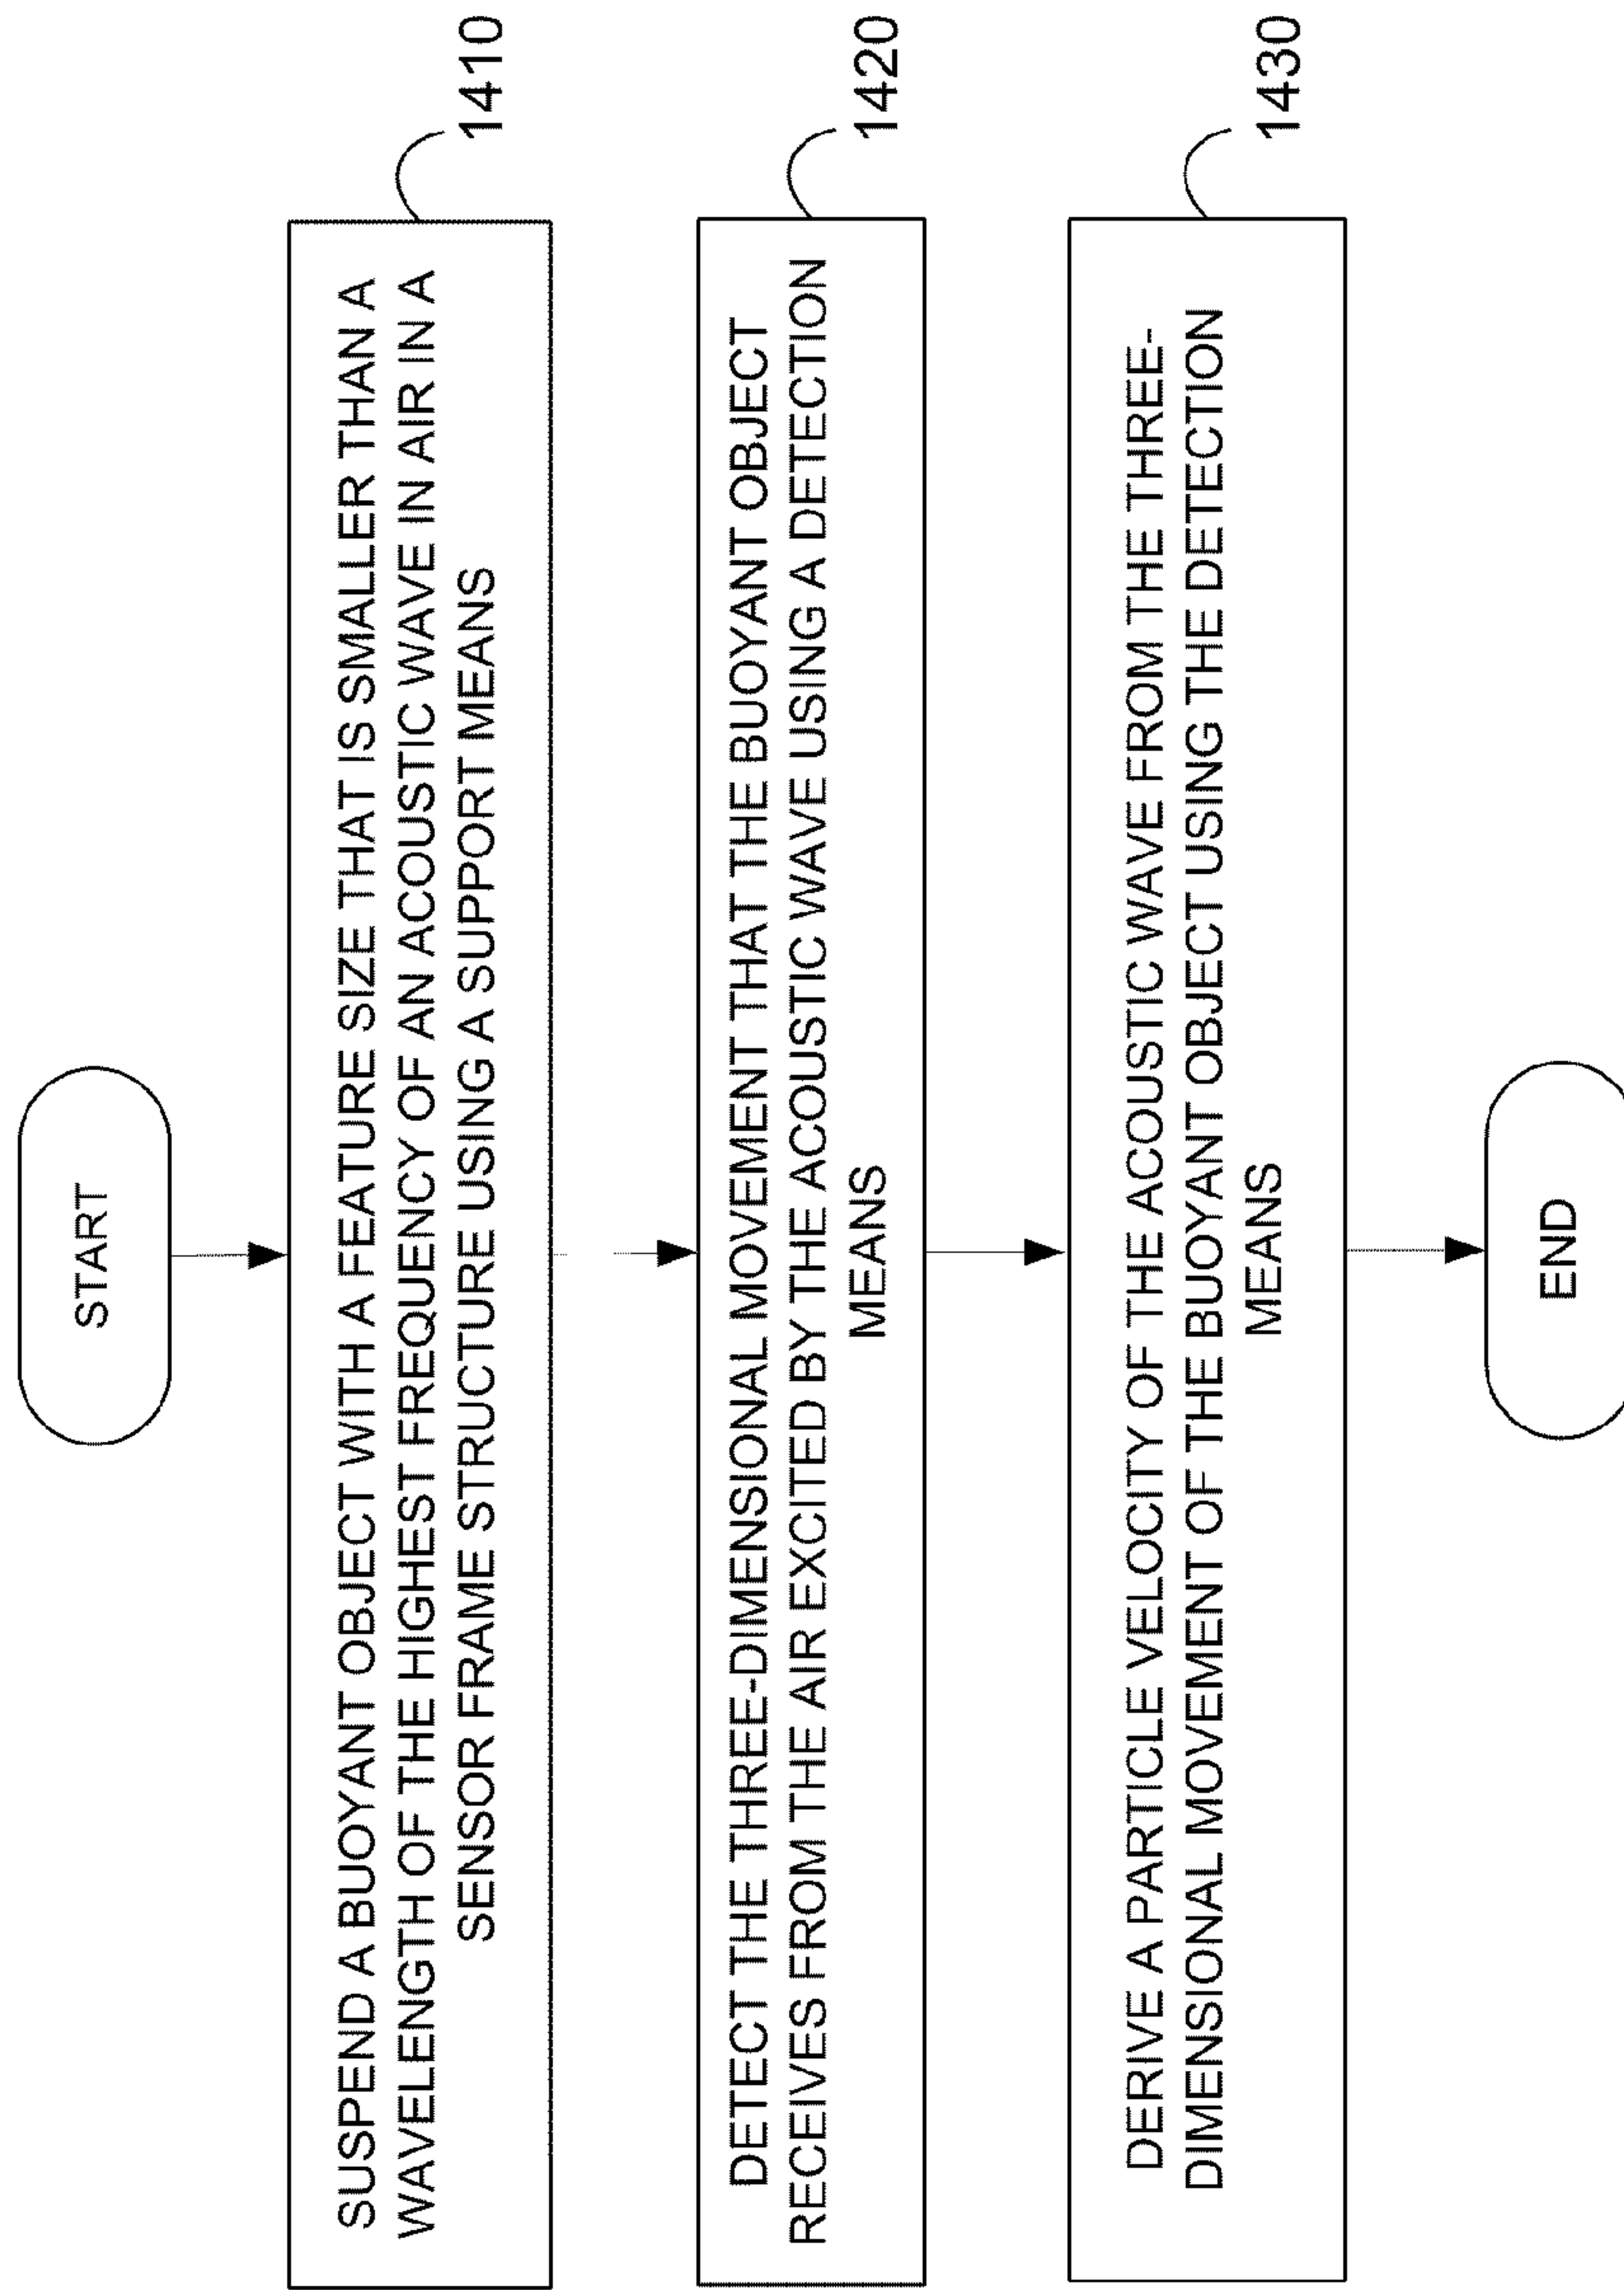 START
SUSPEND A BUOYANT OBJECT WITH A FEATURE SIZE THAT IS SMALLER THAN A
WAVELENGTH OF THE HIGHEST FREQUENCY OF AN ACOUSTIC WAVE IN AIR IN A
SENSOR FRAME STRUCTURE USING A SUPPORT MEANS
1410
DETECT THE THREE-DIMENSIONAL MOVEMENT THAT THE BUOYANT OBJECT
RECEIVES FROM THE AIR EXCITED BY THE ACOUSTIC WAVE USING A DETECTION
MEANS
1420
DERIVE A PARTICLE VELOCITY OF THE ACOUSTIC WAVE FROM THE THREE-
DIMENSIONAL MOVEMENT OF THE BUOYANT OBJECT USING THE DETECTION
MEANS
1430
END